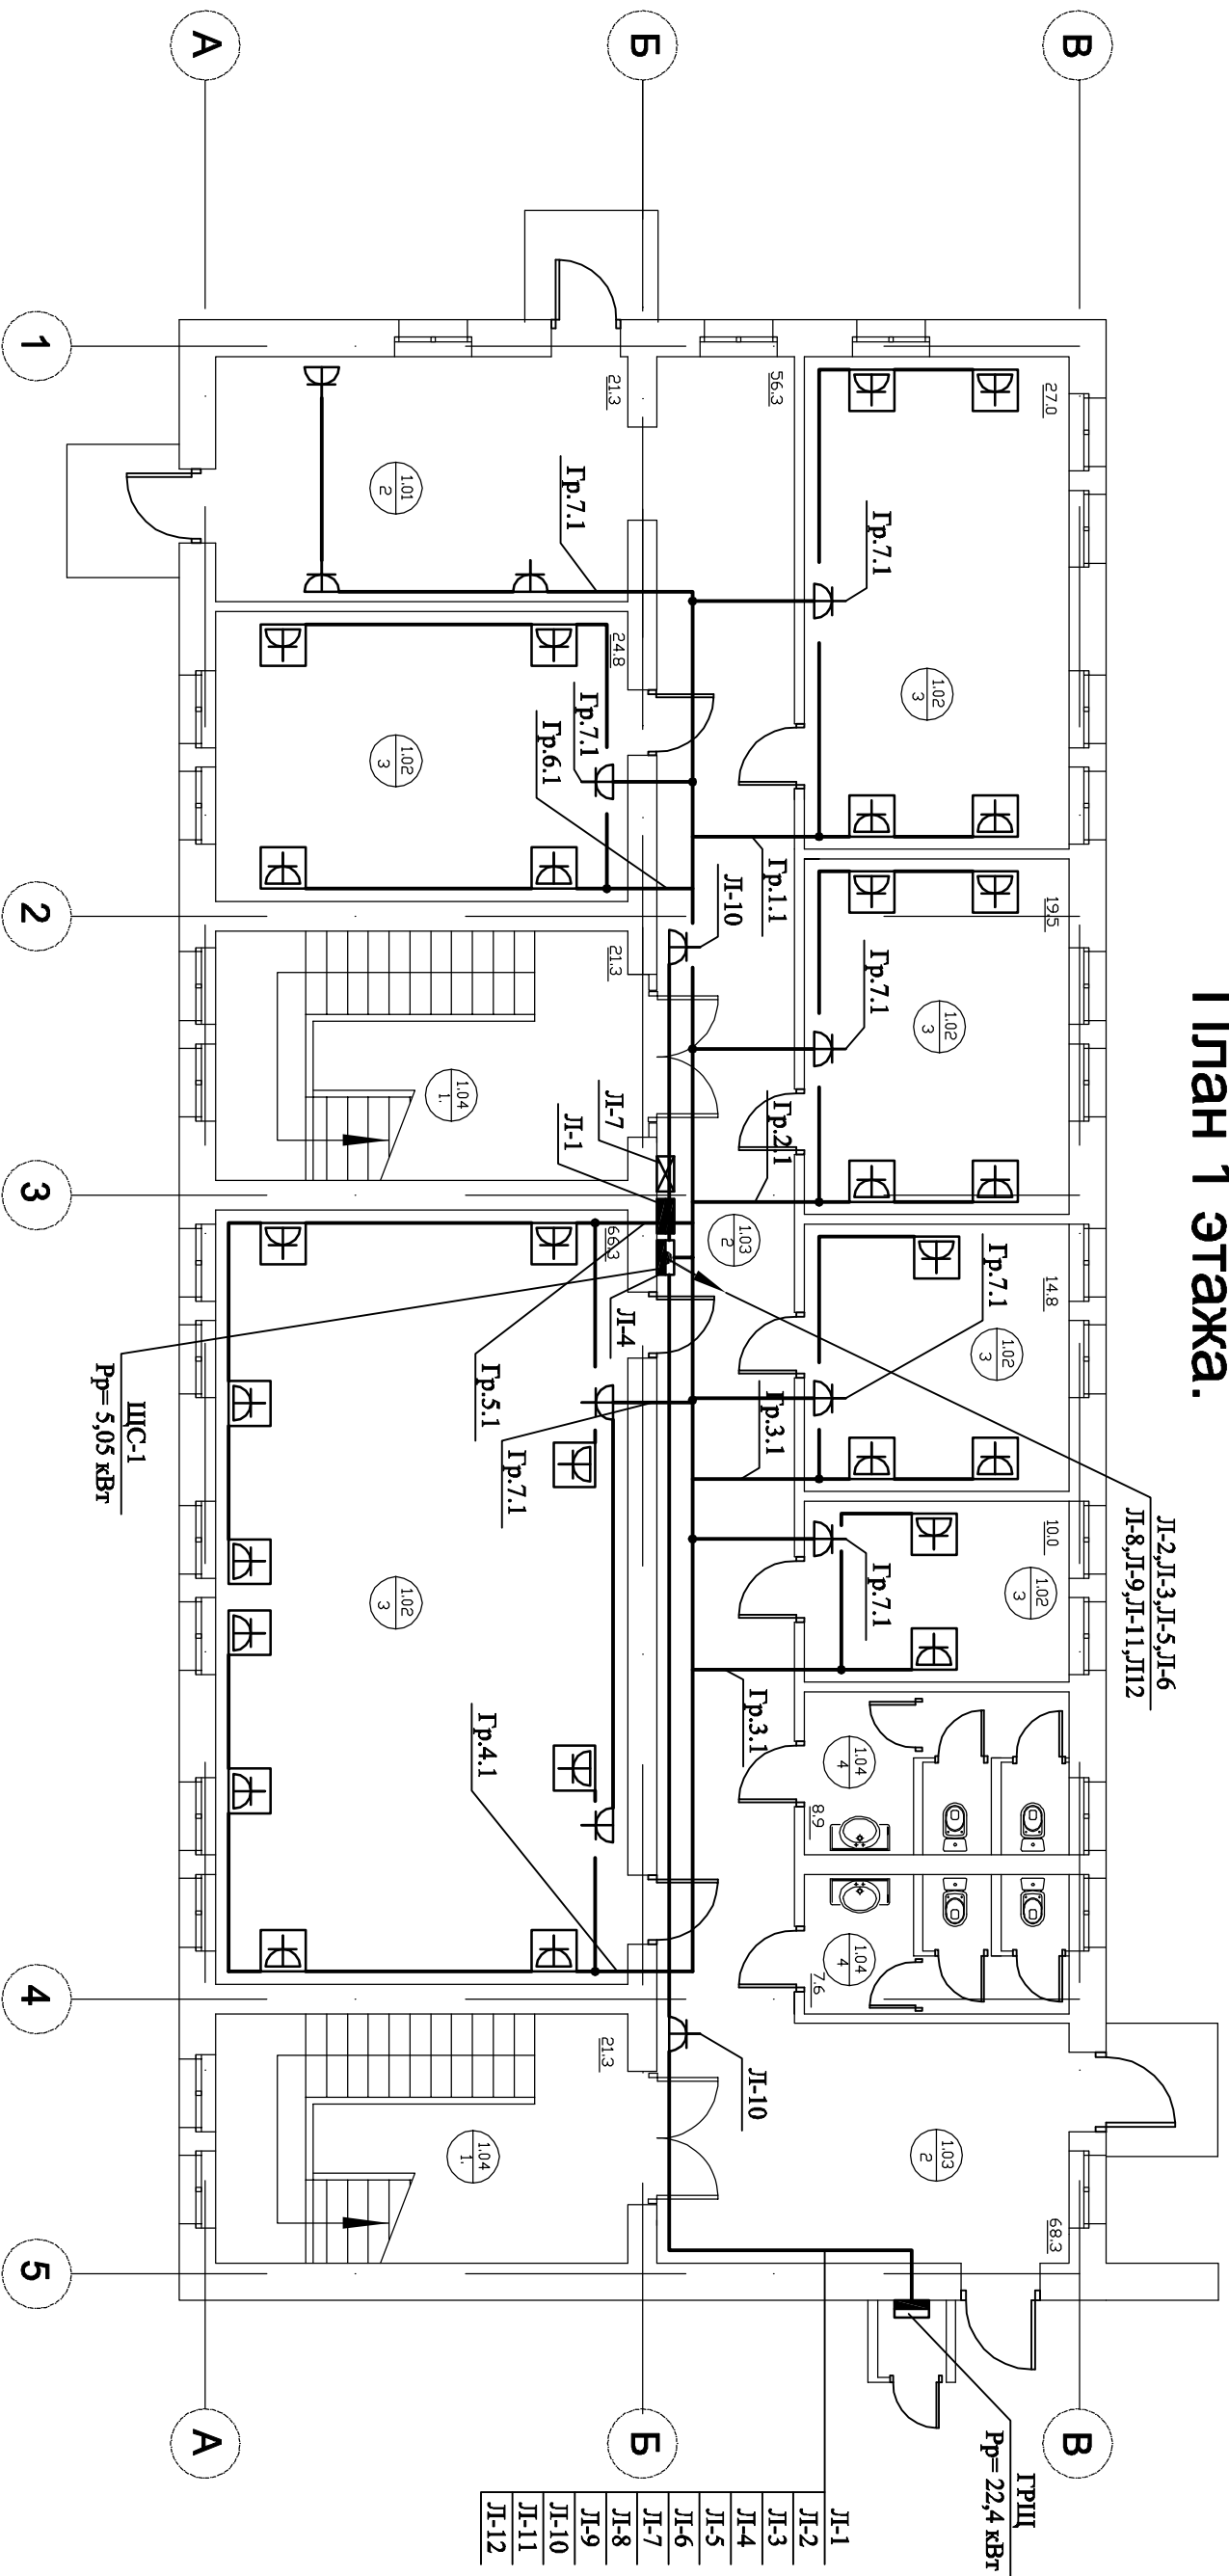 План 1 этажа.
В
Б
А
1
2
3
4
5
В
Б
А
27.0
Гр.7.1
1.02
3
19.5
1.02
3
Гр.7.1
14.8
1.02
3
Гр.7.1
10.0
1.02
3
Гр.7.1
Л-2,Л-3,Л-5,Л-6
Л-8,Л-9,Л-11,Л12
1.04
4
8.9
1.04
4
7.6
1.03
2
68.3
56.3
Гр.1.1
Л-10
Гр.2.1
1.03
2
Гр.3.1
Гр.3.1
Л-10
21.3
1.01
2
Гр.7.1
24.8
Гр.7.1
Гр.6.1
1.02
3
21.3
1.04
1.
Л-7
Л-1
66.3
Л-4
Гр.5.1
Гр.7.1
1.02
3
Гр.4.1
21.3
1.04
1.
ЩС-1
Рр= 5,05 кВт
ГРЩ
Рр= 22,4 кВт
Л-1
Л-2
Л-3
Л-4
Л-5
Л-6
Л-7
Л-8
Л-9
Л-10
Л-11
Л-12